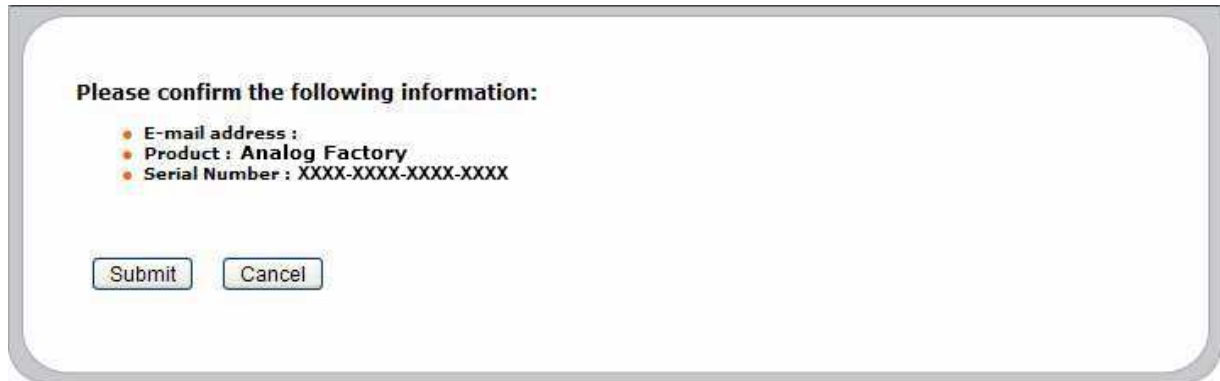 Please confirm the following information:
E-mail address :
Product : Analog Factory
Serial Number : XXXX-XXXX-XXXX-XXXX
Submit Cancel